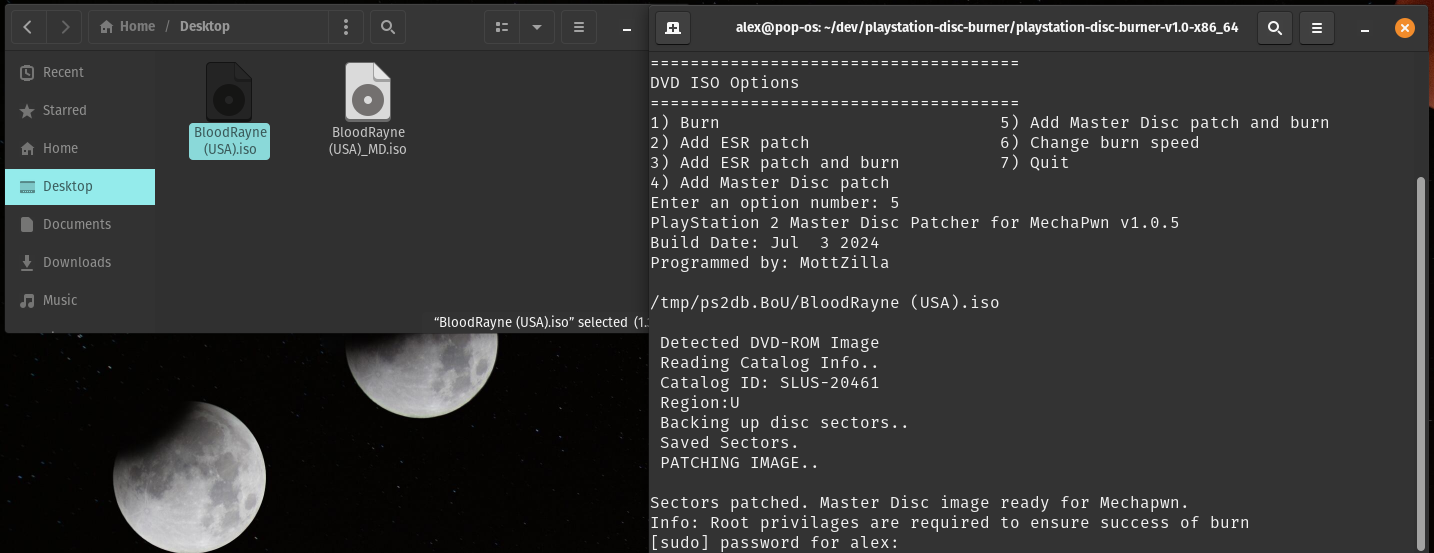 Home / Desktop
Recent
Starred
Home
Desktop
Documents
Downloads
Music
BloodRayne
(USA).iso
BloodRayne
(USA)_MD.iso
“BloodRayne (USA).iso” selected (1.
alex@pop-os: ~/dev/playstation-disc-burner/playstation-disc-burner-v1.0-x86_64
=====================================
DVD ISO Options
=====================================
1) Burn 5) Add Master Disc patch and burn
2) Add ESR patch 6) Change burn speed
3) Add ESR patch and burn 7) Quit
4) Add Master Disc patch
Enter an option number: 5
PlayStation 2 Master Disc Patcher for MechaPwn v1.0.5
Build Date: Jul  3 2024
Programmed by: MottZilla
/tmp/ps2db.BoU/BloodRayne (USA).iso
Detected DVD-ROM Image
Reading Catalog Info..
Catalog ID: SLUS-20461
Region:U
Backing up disc sectors..
Saved Sectors.
PATCHING IMAGE..
Sectors patched. Master Disc image ready for Mechapwn.
Info: Root privilages are required to ensure success of burn
[sudo] password for alex: